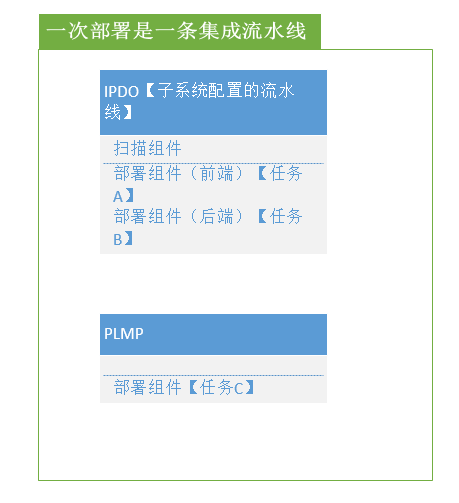 一次部署是一条集成流水线
IPDO【子系统配置的流水
线】
扫描组件
部署组件（前端）【任务
A】
部署组件（后端）【任务
B】
PLMP
部署组件【任务C】